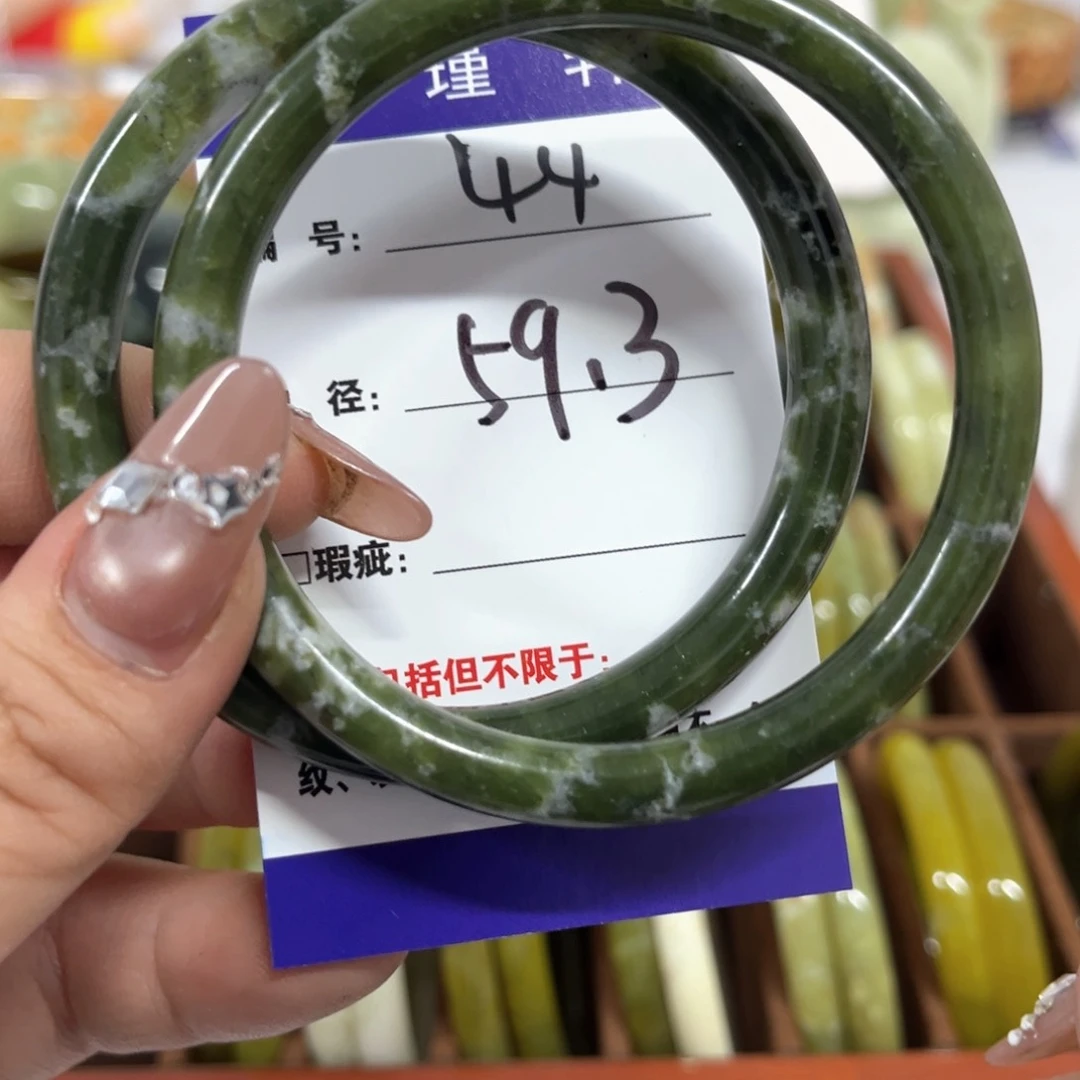 瑾
号: 44
径: 59.3
□瑕疵:
括但不限于:
纹、